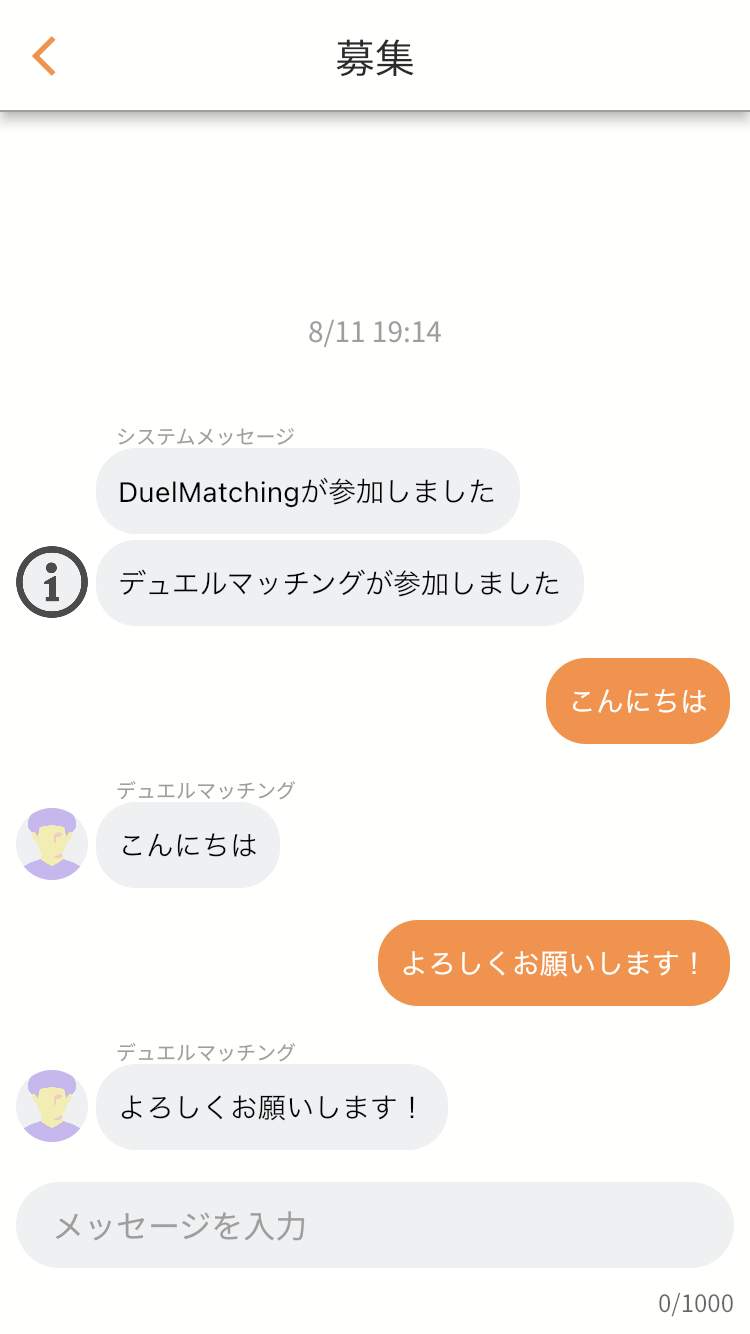 募集
8/11 19:14
システムメッセージ
DuelMatchingが参加しました
デュエルマッチングが参加しました
こんにちは
デュエルマッチング
こんにちは
よろしくお願いします！
デュエルマッチング
よろしくお願いします！
メッセージを入力
0/1000